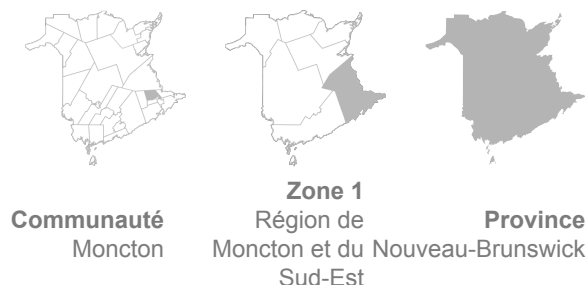 Communauté
Moncton
Zone 1
Région de
Moncton et du
Sud-Est
Province
Nouveau-Brunswick